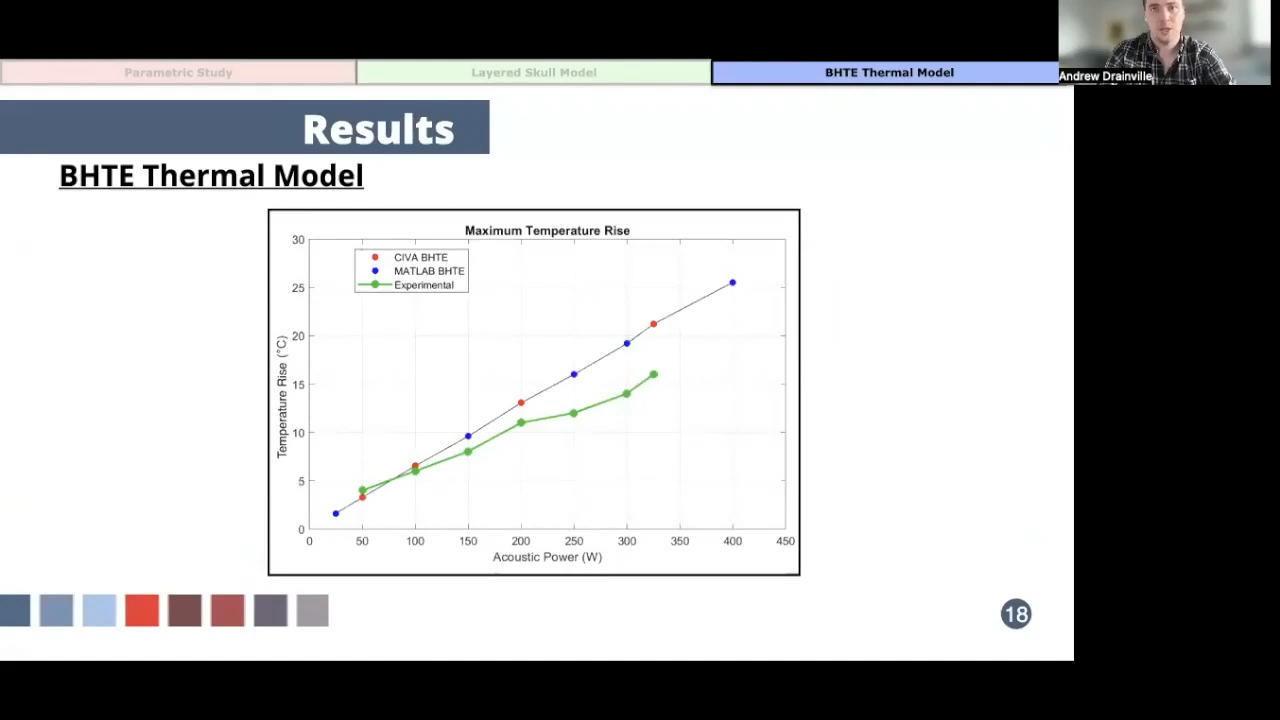 Andrew Drainville
Parametric Study
Layered Skull Model
BHTE Thermal Model
Results
BHTE Thermal Model
Maximum Temperature Rise
CIVA BHTE
MATLAB BHTE
Experimental
30
25
20
15
10
5
0
Temperature Rise (°C)
0 50 100 150 200 250 300 350 400 450
Acoustic Power (W)
18